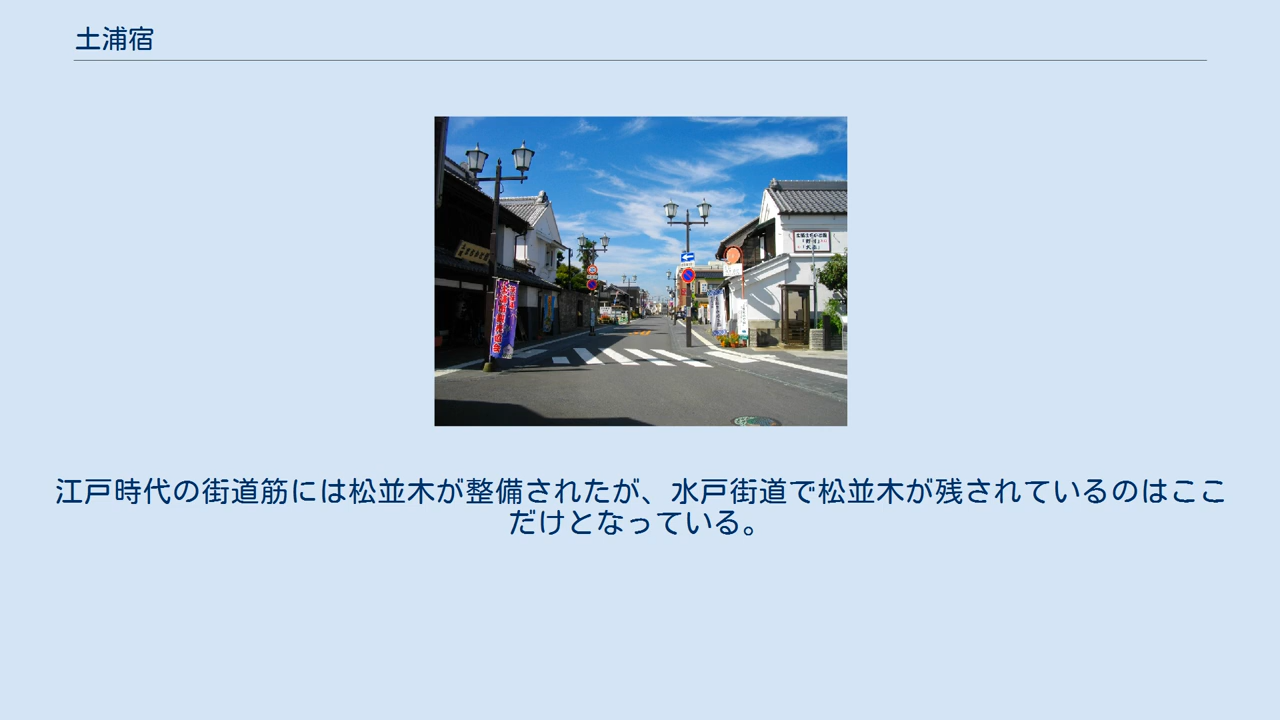 土浦宿
江戸時代の街道筋には松並木が整備されたが、水戸街道で松並木が残されているのはここ
だけとなっている。